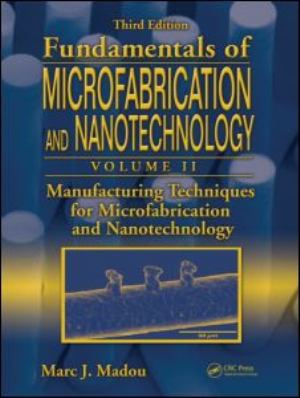 Third Edition
Fundamentals of
MICROFABRICATION
AND NANOTECHNOLOGY
VOLUME II
Manufacturing Techniques
for Microfabrication
and Nanotechnology
Marc J. Madou
CRC Press